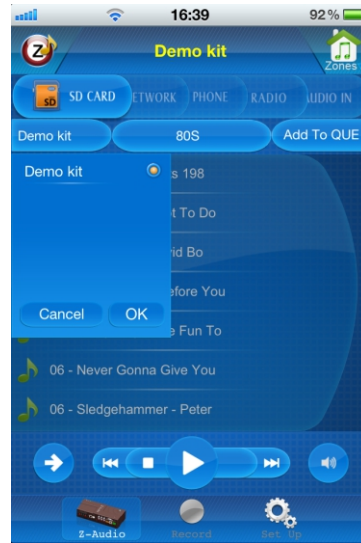 16:39
92%
Z
Demo kit
Zones
SD
SD CARD ETWORK PHONE RADIO UDIO IN
Demo kit 80S Add To QUE
Demo kit
s 198
t To Do
id Bo
efore You
Cancel OK
e Fun To
06 - Never Gonna Give You
06 - Sledgehammer - Peter
Z-Audio Record Set Up